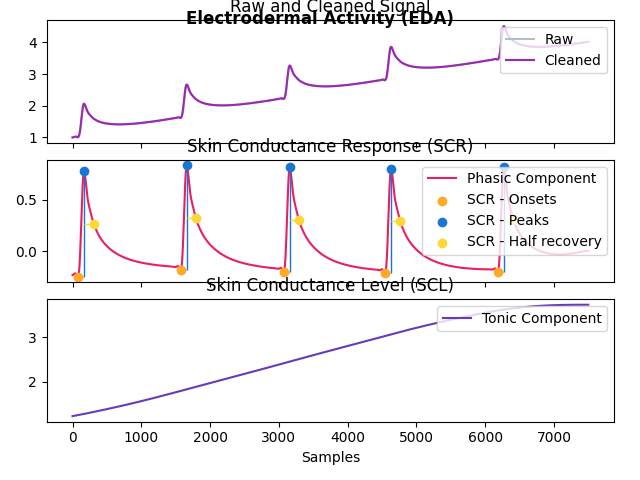 Raw and Cleaned Signal
Electrodermal Activity (EDA)
4
3
2
1
Raw
Cleaned
Skin Conductance Response (SCR)
0.5
0.0
Phasic Component
SCR - Onsets
SCR - Peaks
SCR - Half recovery
Skin Conductance Level (SCL)
3
2
Tonic Component
0 1000 2000 3000 4000 5000 6000 7000
Samples